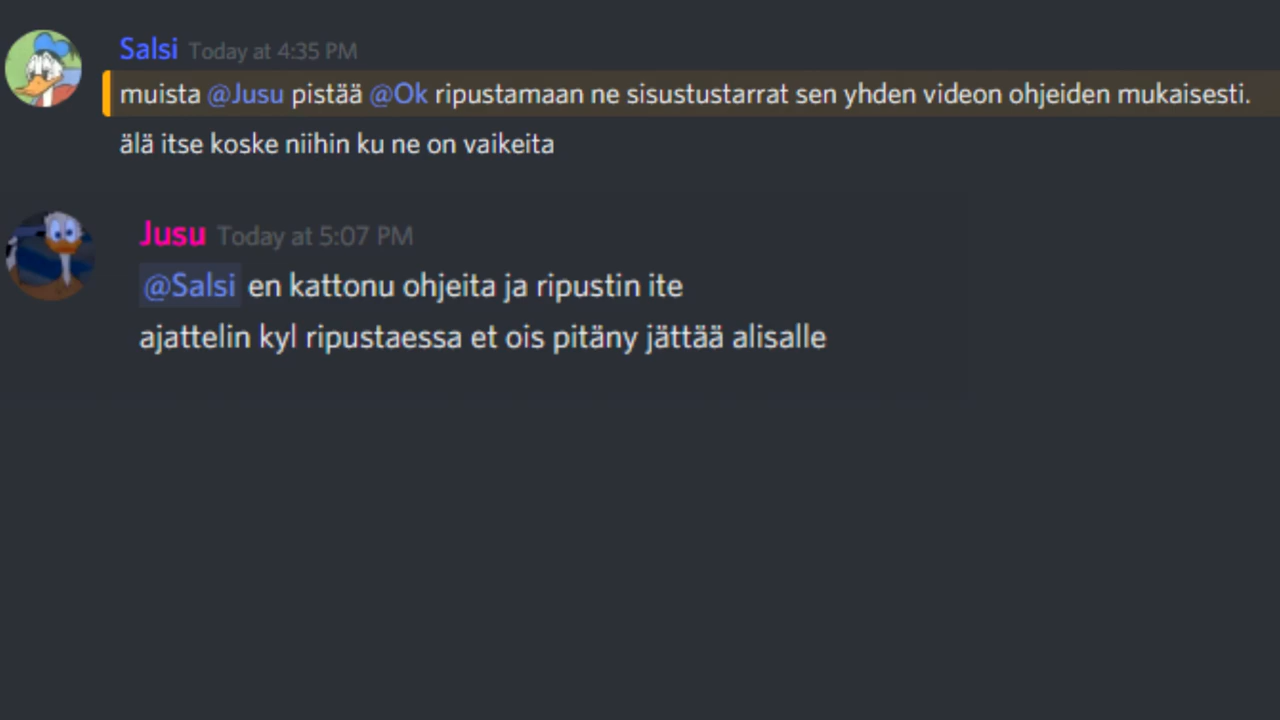 Salsi Today at 4:35 PM
muista @Jusu pistää @Ok ripustamaan ne sisustustarrat sen yhden videon ohjeiden mukaisesti.
älä itse koske niihin ku ne on vaikeita
Jusu Today at 5:07 PM
@Salsi en kattonu ohjeita ja ripustin ite
ajattelin kyl ripustaessa et ois pitäny jättää alisalle